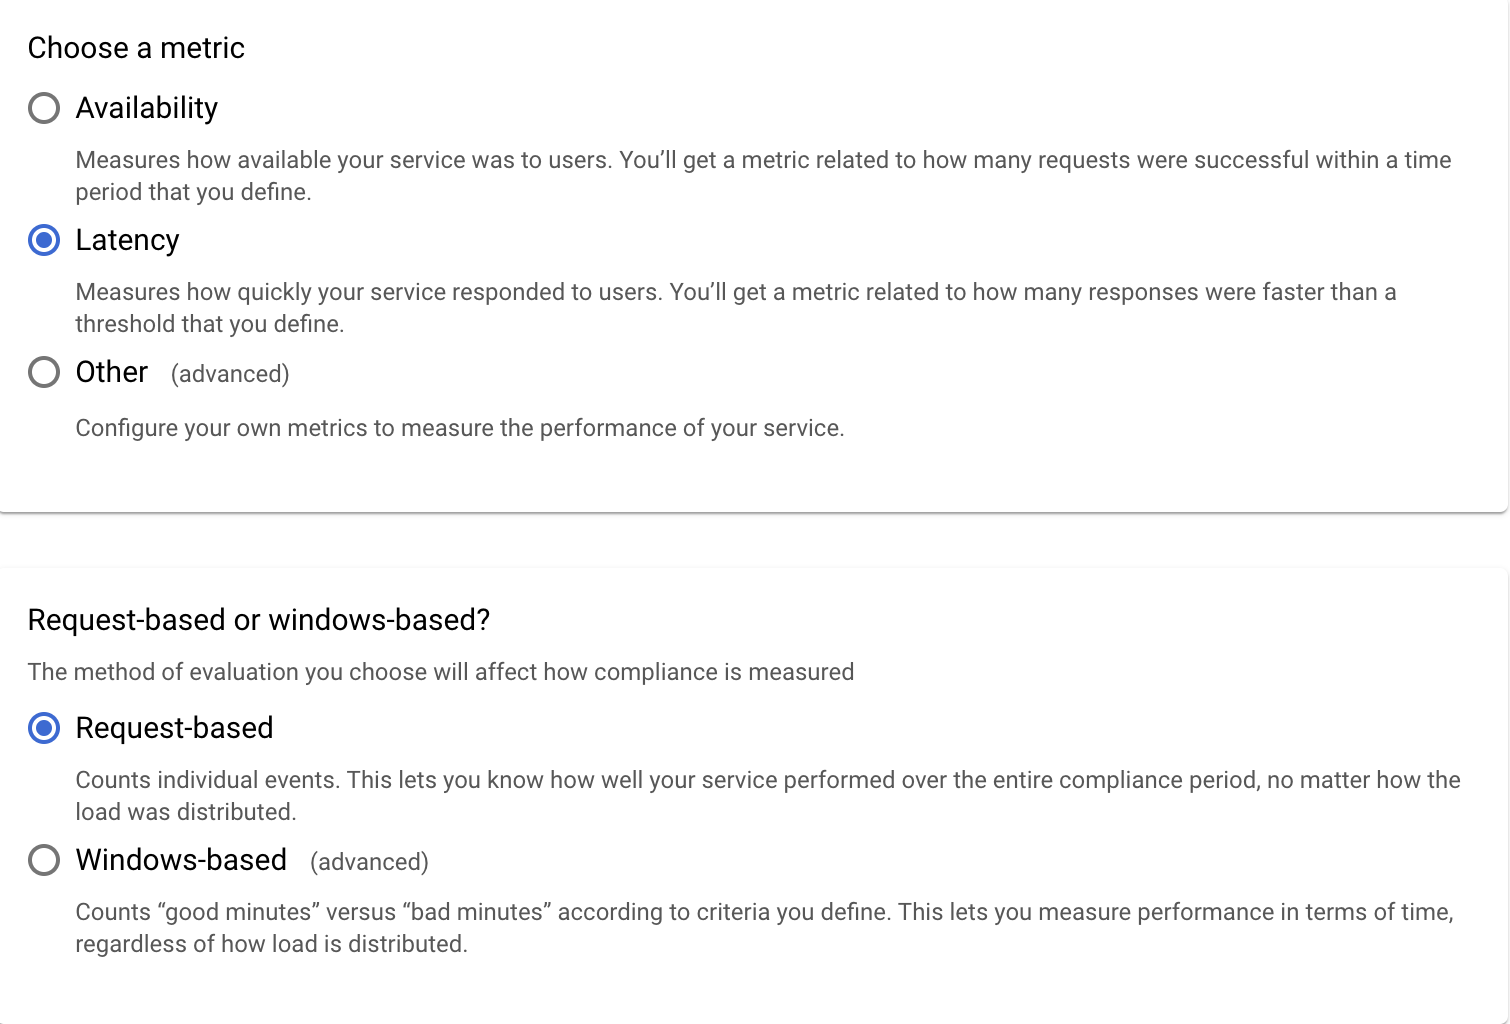 Choose a metric
Availability
Measures how available your service was to users. You’ll get a metric related to how many requests were successful within a time
period that you define.
Latency
Measures how quickly your service responded to users. You’ll get a metric related to how many responses were faster than a
threshold that you define.
Other (advanced)
Configure your own metrics to measure the performance of your service.
Request-based or windows-based?
The method of evaluation you choose will affect how compliance is measured
Request-based
Counts individual events. This lets you know how well your service performed over the entire compliance period, no matter how the
load was distributed.
Windows-based (advanced)
Counts “good minutes” versus “bad minutes” according to criteria you define. This lets you measure performance in terms of time,
regardless of how load is distributed.